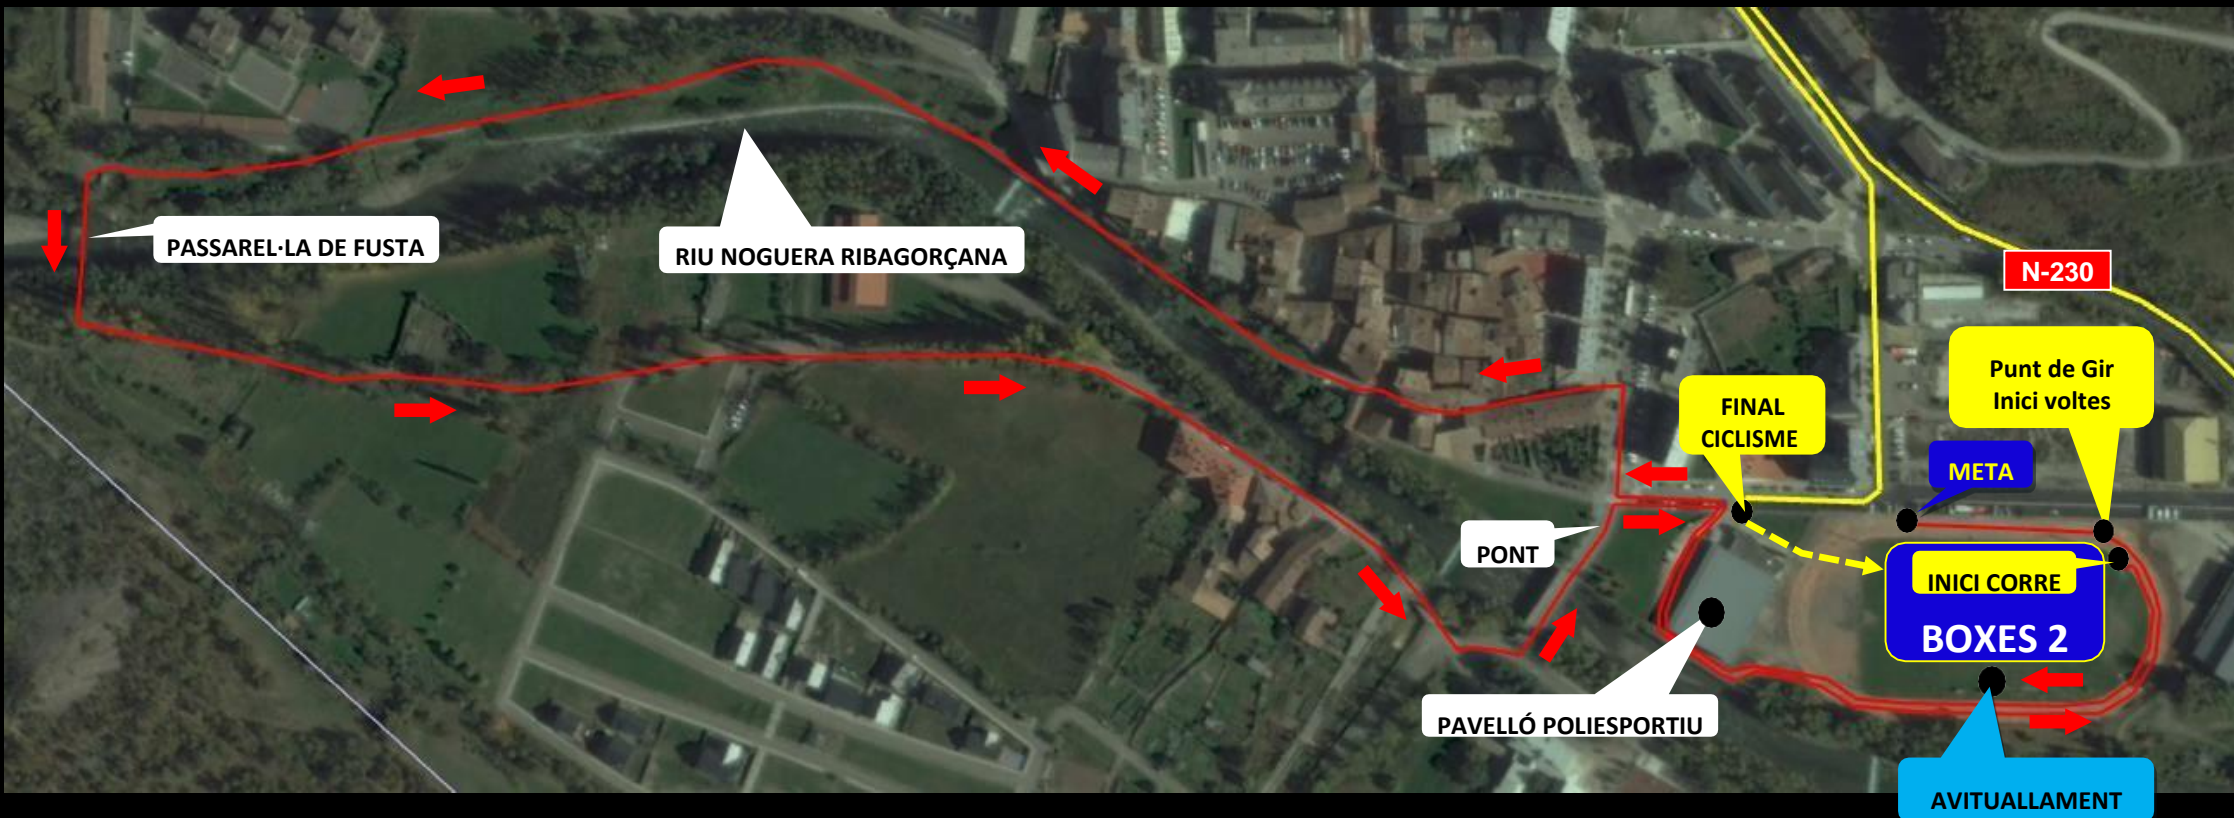 PASSAREL·LA DE FUSTA
RIU NOGUERA RIBAGORÇANA
N-230
Punt de Gir
Inici voltes
FINAL
CICLISME
META
PONT
INICI CORRE
BOXES 2
PAVELLÓ POLIESPORTIU
AVITUALLAMENT